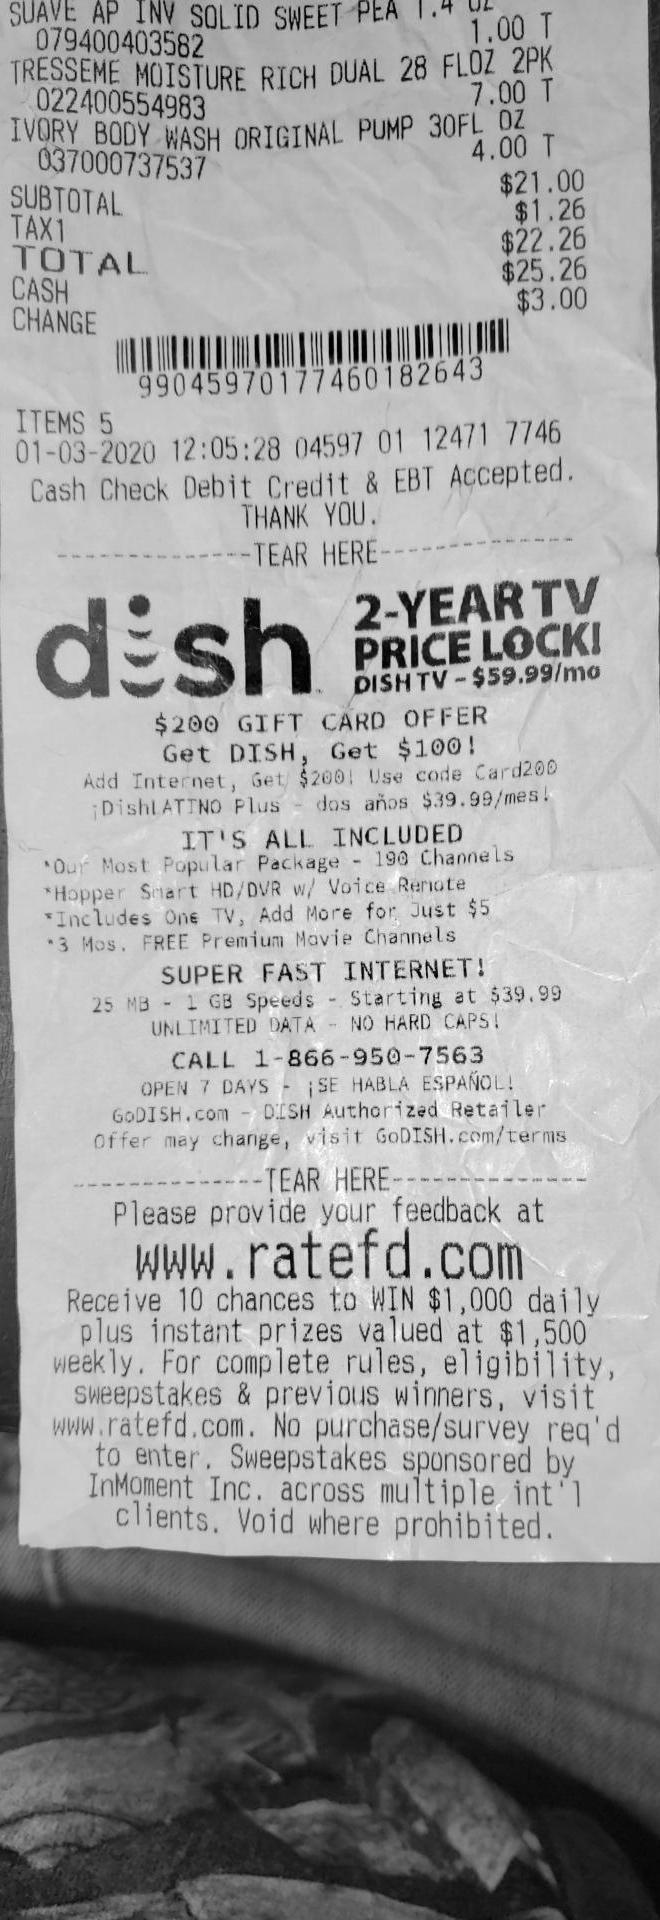 SUAVE AP INV SOLID SWEET PEA 1.4 OZ
079400403582 1.00 T
TRESSEME MOISTURE RICH DUAL 28 FLOZ 2PK
022400554983 7.00 T
IVORY BODY WASH ORIGINAL PUMP 30FL OZ
037000737537 4.00 T
SUBTOTAL $21.00
TAX1 $1.26
TOTAL $22.26
CASH $25.26
CHANGE $3.00
99045970177460182643
ITEMS 5
01-03-2020 12:05:28 04597 01 12471 7746
Cash Check Debit Credit & EBT Accepted.
THANK YOU.
--------------TEAR HERE--------------
dish 2-YEAR TV
PRICE LOCK!
DISH TV - $59.99/mo
$200 GIFT CARD OFFER
Get DISH, Get $100!
Add Internet, Get $200! Use code Card200
¡DishLATINO Plus - dos años $39.99/mes!
IT'S ALL INCLUDED
*Our Most Popular Package - 190 Channels
*Hopper Smart HD/DVR w/ Voice Remote
*Includes One TV, Add More for Just $5
*3 Mos. FREE Premium Movie Channels
SUPER FAST INTERNET!
25 MB - 1 GB Speeds - Starting at $39.99
UNLIMITED DATA - NO HARD CAPS!
CALL 1-866-950-7563
OPEN 7 DAYS - ¡SE HABLA ESPAÑOL!
GoDISH.com - DISH Authorized Retailer
Offer may change, visit GoDISH.com/terms
--------------TEAR HERE--------------
Please provide your feedback at
www.ratefd.com
Receive 10 chances to WIN $1,000 daily
plus instant prizes valued at $1,500
weekly. For complete rules, eligibility,
sweepstakes & previous winners, visit
www.ratefd.com. No purchase/survey req'd
to enter. Sweepstakes sponsored by
InMoment Inc. across multiple int'l
clients. Void where prohibited.